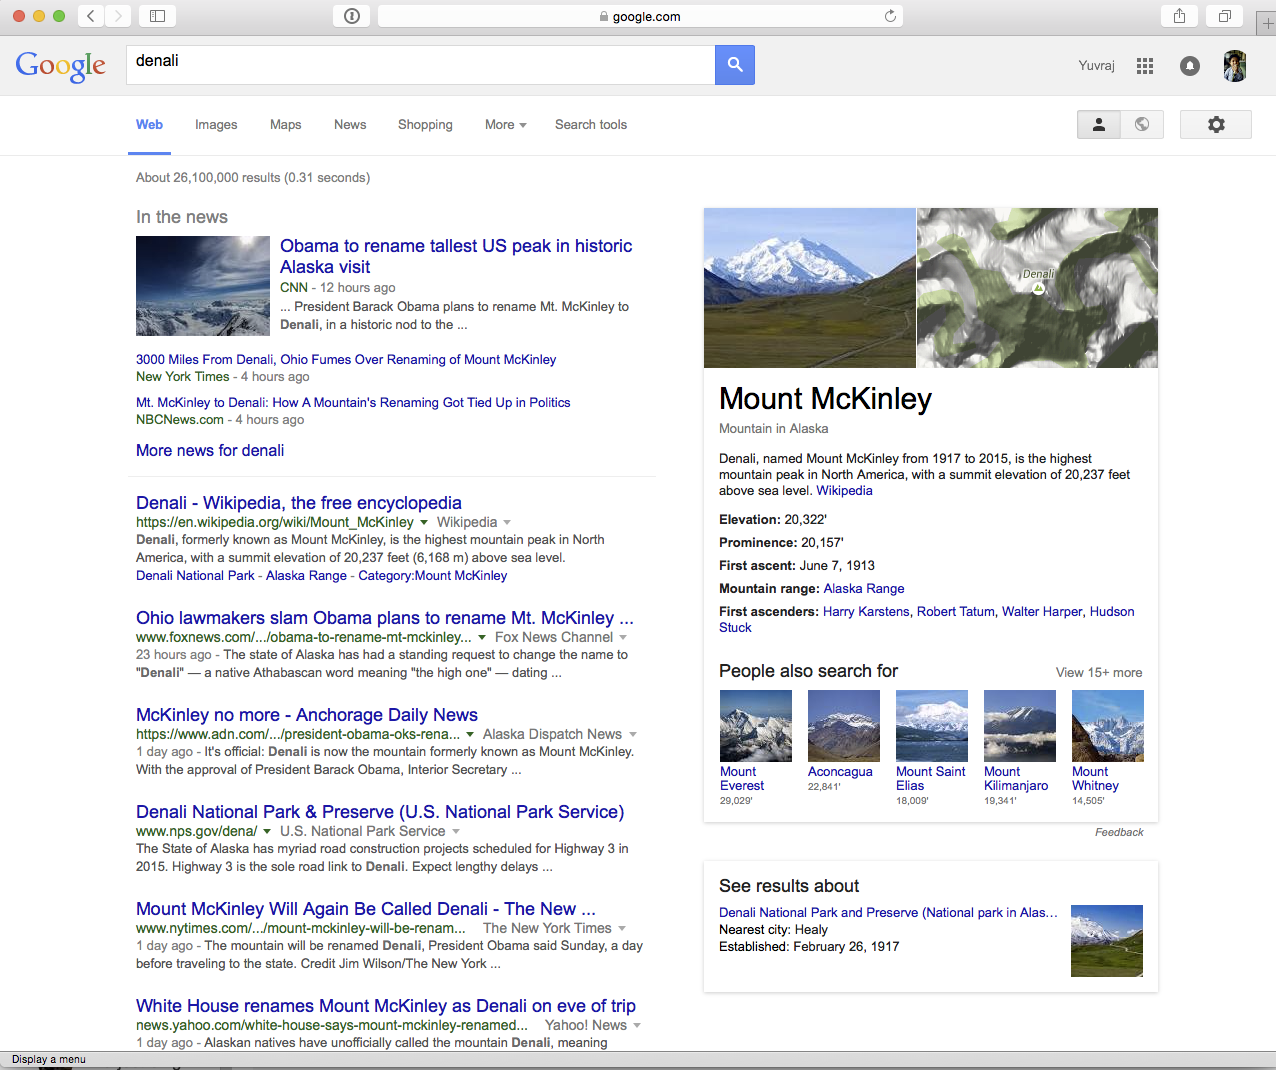 google.com
Google
denali
Yuvraj
Web Images Maps News Shopping More Search tools
About 26,100,000 results (0.31 seconds)
In the news
Obama to rename tallest US peak in historic
Alaska visit
CNN - 12 hours ago
... President Barack Obama plans to rename Mt. McKinley to
Denali, in a historic nod to the ...
3000 Miles From Denali, Ohio Fumes Over Renaming of Mount McKinley
New York Times - 4 hours ago
Mt. McKinley to Denali: How A Mountain's Renaming Got Tied Up in Politics
NBCNews.com - 4 hours ago
More news for denali
Denali - Wikipedia, the free encyclopedia
https://en.wikipedia.org/wiki/Mount_McKinley Wikipedia
Denali, formerly known as Mount McKinley, is the highest mountain peak in North
America, with a summit elevation of 20,237 feet (6,168 m) above sea level.
Denali National Park - Alaska Range - Category:Mount McKinley
Ohio lawmakers slam Obama plans to rename Mt. McKinley ...
www.foxnews.com/.../obama-to-rename-mt-mckinley... Fox News Channel
23 hours ago - The state of Alaska has had a standing request to change the name to
"Denali" — a native Athabascan word meaning "the high one" — dating ...
McKinley no more - Anchorage Daily News
https://www.adn.com/.../president-obama-oks-rena... Alaska Dispatch News
1 day ago - It's official: Denali is now the mountain formerly known as Mount McKinley.
With the approval of President Barack Obama, Interior Secretary ...
Denali National Park & Preserve (U.S. National Park Service)
www.nps.gov/dena/ U.S. National Park Service
The State of Alaska has myriad road construction projects scheduled for Highway 3 in
2015. Highway 3 is the sole road link to Denali. Expect lengthy delays ...
Mount McKinley Will Again Be Called Denali - The New ...
www.nytimes.com/.../mount-mckinley-will-be-renam... The New York Times
1 day ago - The mountain will be renamed Denali, President Obama said Sunday, a day
before traveling to the state. Credit Jim Wilson/The New York ...
White House renames Mount McKinley as Denali on eve of trip
news.yahoo.com/white-house-says-mount-mckinley-renamed... Yahoo! News
1 day ago - Alaskan natives have unofficially called the mountain Denali, meaning
Denali
Mount McKinley
Mountain in Alaska
Denali, named Mount McKinley from 1917 to 2015, is the highest
mountain peak in North America, with a summit elevation of 20,237 feet
above sea level. Wikipedia
Elevation: 20,322'
Prominence: 20,157'
First ascent: June 7, 1913
Mountain range: Alaska Range
First ascenders: Harry Karstens, Robert Tatum, Walter Harper, Hudson
Stuck
People also search for View 15+ more
Mount
Everest
29,029'
Aconcagua
22,841'
Mount Saint
Elias
18,009'
Mount
Kilimanjaro
19,341'
Mount
Whitney
14,505'
Feedback
See results about
Denali National Park and Preserve (National park in Alas...
Nearest city: Healy
Established: February 26, 1917
Display a menu